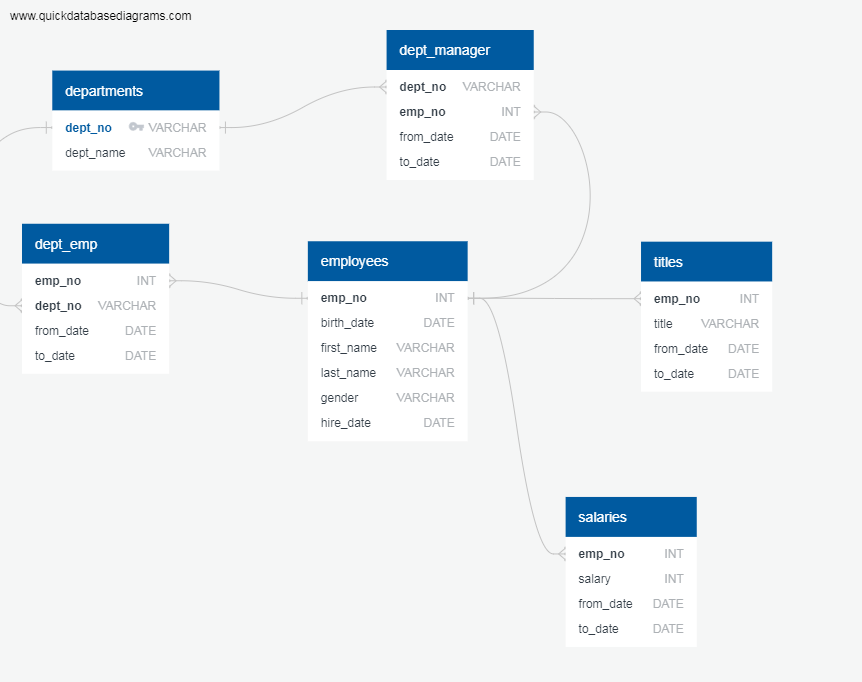 www.quickdatabasediagrams.com
departments
dept_no VARCHAR
dept_name VARCHAR
dept_manager
dept_no VARCHAR
emp_no INT
from_date DATE
to_date DATE
dept_emp
emp_no INT
dept_no VARCHAR
from_date DATE
to_date DATE
employees
emp_no INT
birth_date DATE
first_name VARCHAR
last_name VARCHAR
gender VARCHAR
hire_date DATE
titles
emp_no INT
title VARCHAR
from_date DATE
to_date DATE
salaries
emp_no INT
salary INT
from_date DATE
to_date DATE